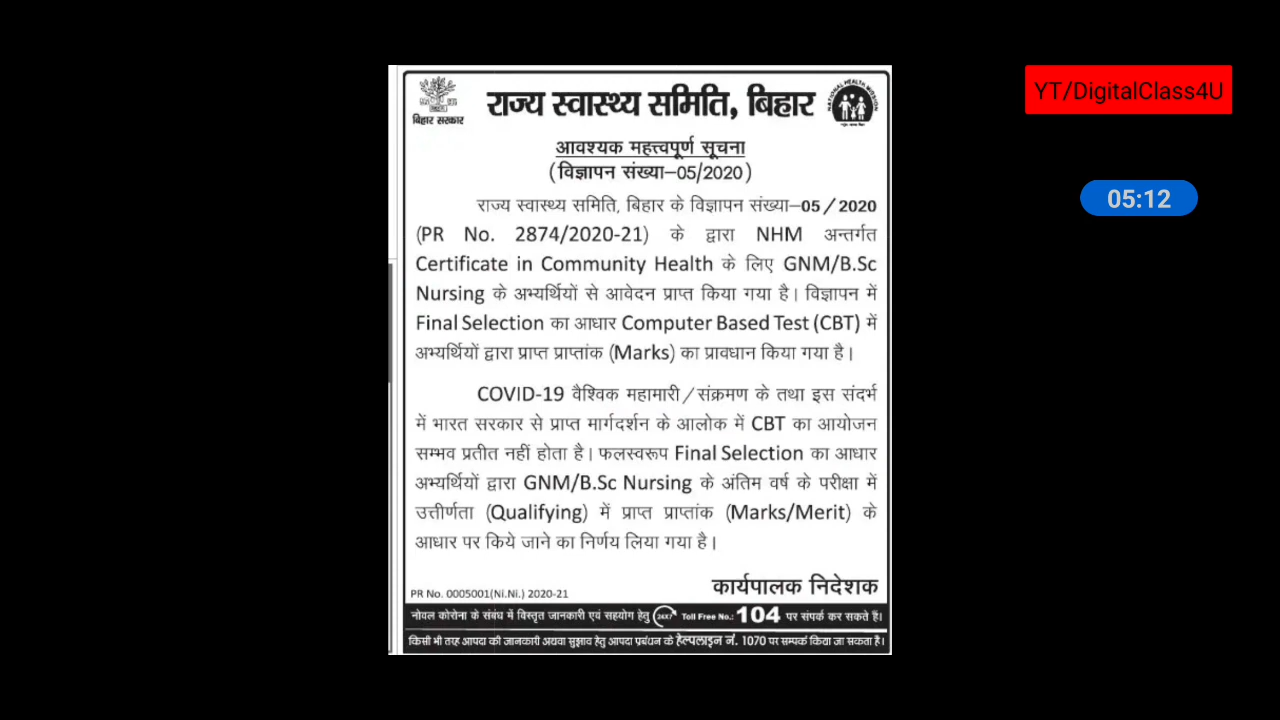 YT/DigitalClass4U
05:12
बिहार सरकार
राज्य स्वास्थ्य समिति, बिहार
NATIONAL HEALTH MISSION
आवश्यक महत्त्वपूर्ण सूचना
(विज्ञापन संख्या–05/2020)
राज्य स्वास्थ्य समिति, बिहार के विज्ञापन संख्या–05/2020
(PR No. 2874/2020-21) के द्वारा NHM अन्तर्गत
Certificate in Community Health के लिए GNM/B.Sc
Nursing के अभ्यर्थियों से आवेदन प्राप्त किया गया है। विज्ञापन में
Final Selection का आधार Computer Based Test (CBT) में
अभ्यर्थियों द्वारा प्राप्त प्राप्तांक (Marks) का प्रावधान किया गया है।
COVID-19 वैश्विक महामारी/संक्रमण के तथा इस संदर्भ
में भारत सरकार से प्राप्त मार्गदर्शन के आलोक में CBT का आयोजन
सम्भव प्रतीत नहीं होता है। फलस्वरूप Final Selection का आधार
अभ्यर्थियों द्वारा GNM/B.Sc Nursing के अंतिम वर्ष के परीक्षा में
उत्तीर्णता (Qualifying) में प्राप्त प्राप्तांक (Marks/Merit) के
आधार पर किये जाने का निर्णय लिया गया है।
कार्यपालक निदेशक
PR No. 0005001(Ni.Ni.) 2020-21
नोवल कोरोना के संबंध में विस्तृत जानकारी एवं सहयोग हेतु 24X7 Toll Free No.: 104 पर संपर्क कर सकते हैं।
किसी भी तरह आपदा की जानकारी अथवा सुझाव हेतु आपदा प्रबंधन के हेल्पलाइन नं. 1070 पर सम्पर्क किया जा सकता है।